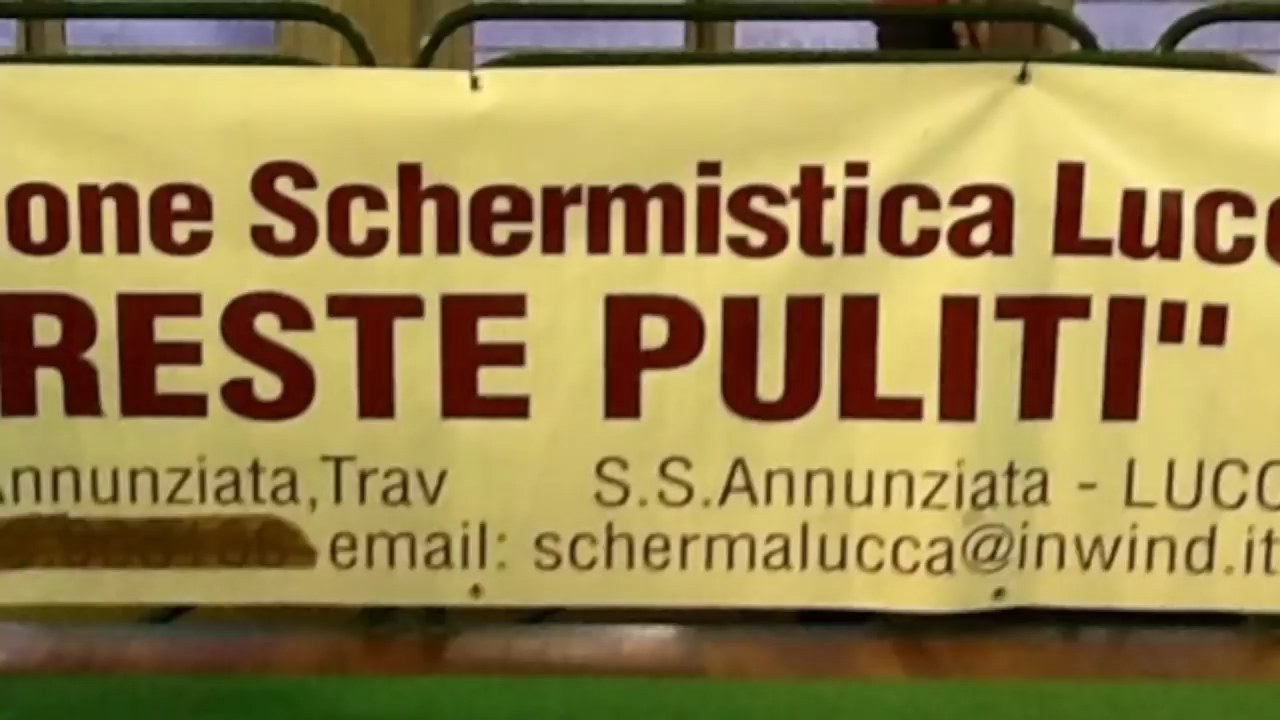 one Schermistica Lucc
RESTE PULITI"
Annunziata,Trav S.S.Annunziata - LUCC
email: schermalucca@inwind.it